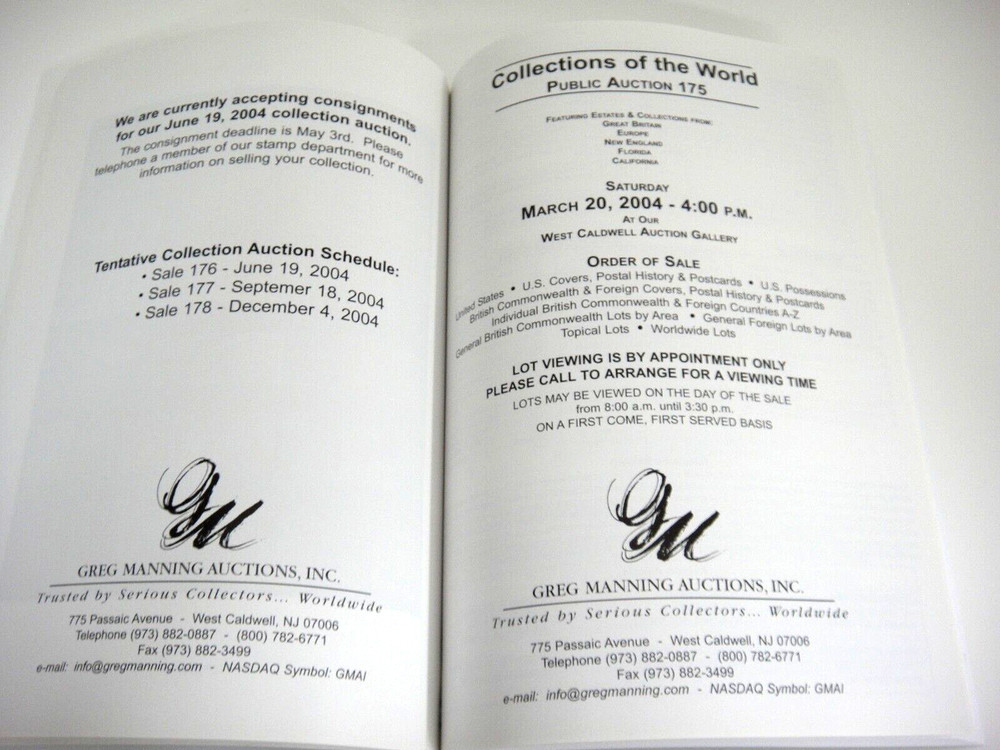 We are currently accepting consignments
for our June 19, 2004 collection auction.
The consignment deadline is May 3rd. Please
telephone a member of our stamp department for more
information on selling your collection.
Tentative Collection Auction Schedule:
• Sale 176 - June 19, 2004
• Sale 177 - Septemer 18, 2004
• Sale 178 - December 4, 2004
GM
GREG MANNING AUCTIONS, INC.
Trusted by Serious Collectors... Worldwide
775 Passaic Avenue - West Caldwell, NJ 07006
Telephone (973) 882-0887 - (800) 782-6771
Fax (973) 882-3499
e-mail: info@gregmanning.com - NASDAQ Symbol: GMAI
Collections of the World
PUBLIC AUCTION 175
FEATURING ESTATES & COLLECTIONS FROM:
GREAT BRITAIN
EUROPE
NEW ENGLAND
FLORIDA
CALIFORNIA
SATURDAY
MARCH 20, 2004 - 4:00 P.M.
AT OUR
WEST CALDWELL AUCTION GALLERY
ORDER OF SALE
United States • U.S. Covers, Postal History & Postcards • U.S. Possessions
British Commonwealth & Foreign Covers, Postal History & Postcards
Individual British Commonwealth & Foreign Countries A-Z
General British Commonwealth Lots by Area • General Foreign Lots by Area
Topical Lots • Worldwide Lots
LOT VIEWING IS BY APPOINTMENT ONLY
PLEASE CALL TO ARRANGE FOR A VIEWING TIME
LOTS MAY BE VIEWED ON THE DAY OF THE SALE
from 8:00 a.m. until 3:30 p.m.
ON A FIRST COME, FIRST SERVED BASIS
GM
GREG MANNING AUCTIONS, INC.
Trusted by Serious Collectors... Worldwide
775 Passaic Avenue - West Caldwell, NJ 07006
Telephone (973) 882-0887 - (800) 782-6771
Fax (973) 882-3499
e-mail: info@gregmanning.com - NASDAQ Symbol: GMAI